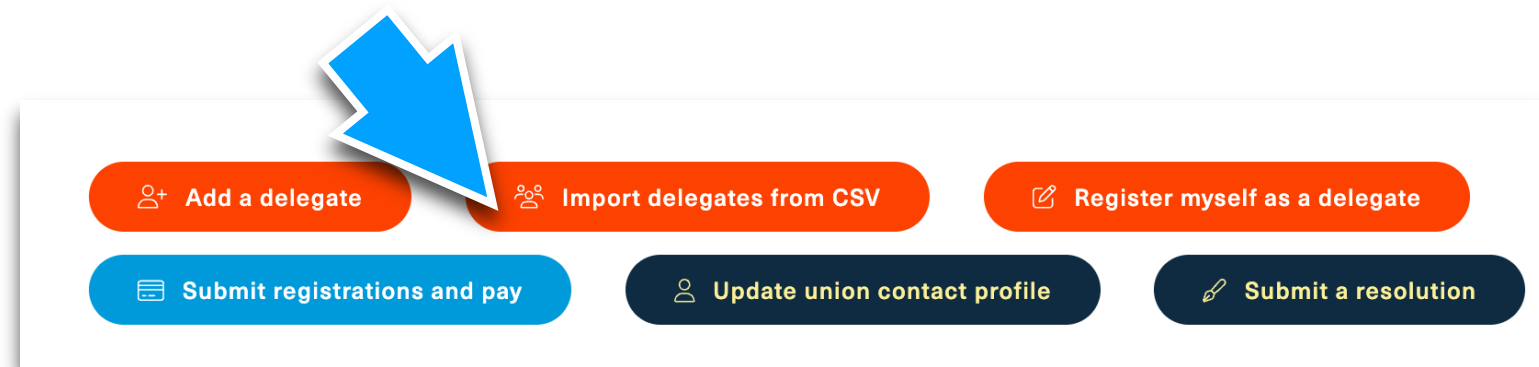 Add a delegate
Import delegates from CSV
Register myself as a delegate
Submit registrations and pay
Update union contact profile
Submit a resolution